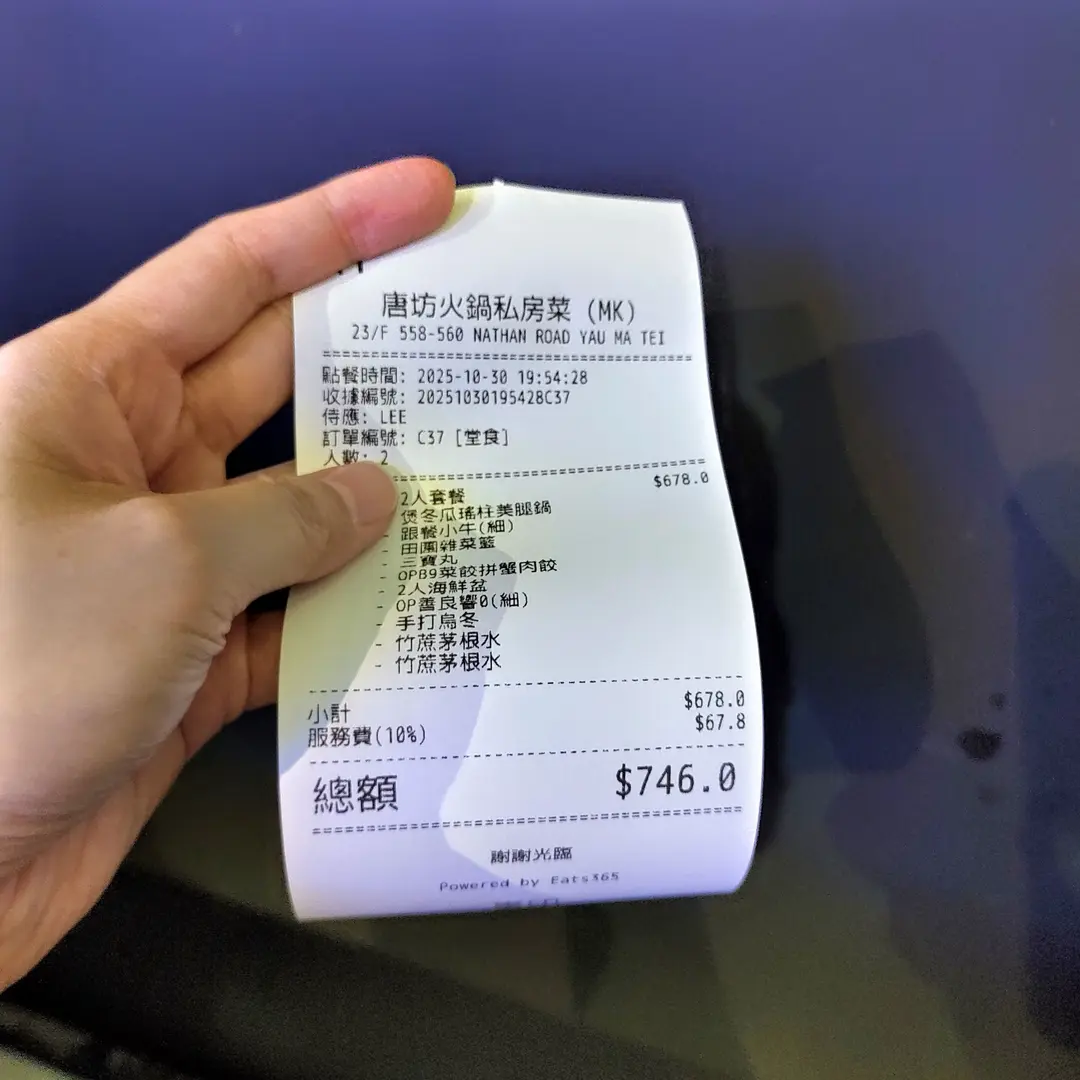 唐坊火鍋私房菜 (MK)
23/F 558-560 NATHAN ROAD YAU MA TEI
點餐時間: 2025-10-30 19:54:28
收據編號: 20251030195428C37
侍應: LEE
訂單編號: C37 [堂食]
人數: 2
2人套餐 $678.0
煲冬瓜瑤柱美腿鍋
- 跟餐小牛(細)
- 田園雜菜籃
- 三寶丸
- OPB9菜餃拼蟹肉餃
- 2人海鮮盆
- OP善良響0(細)
- 手打烏冬
- 竹蔗茅根水
- 竹蔗茅根水
小計 $678.0
服務費(10%) $67.8
總額 $746.0
謝謝光臨
Powered by Eats365